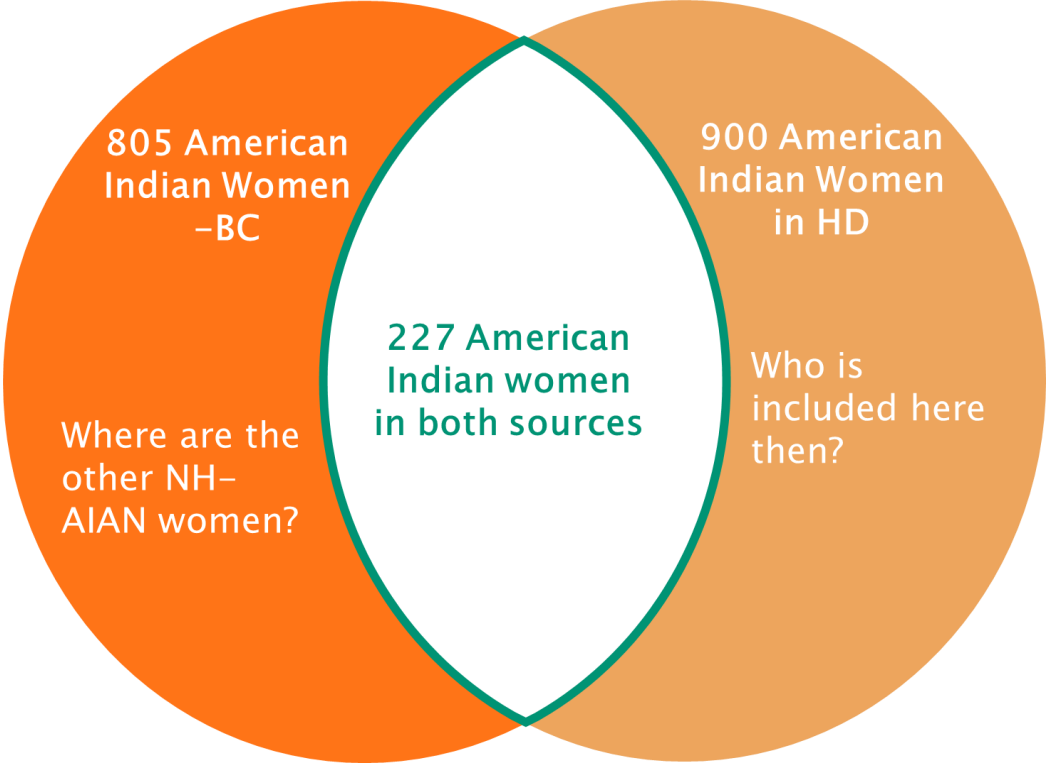 805 American
Indian Women
-BC
Where are the
other NH-
AIAN women?
227 American
Indian women
in both sources
900 American
Indian Women
in HD
Who is
included here
then?